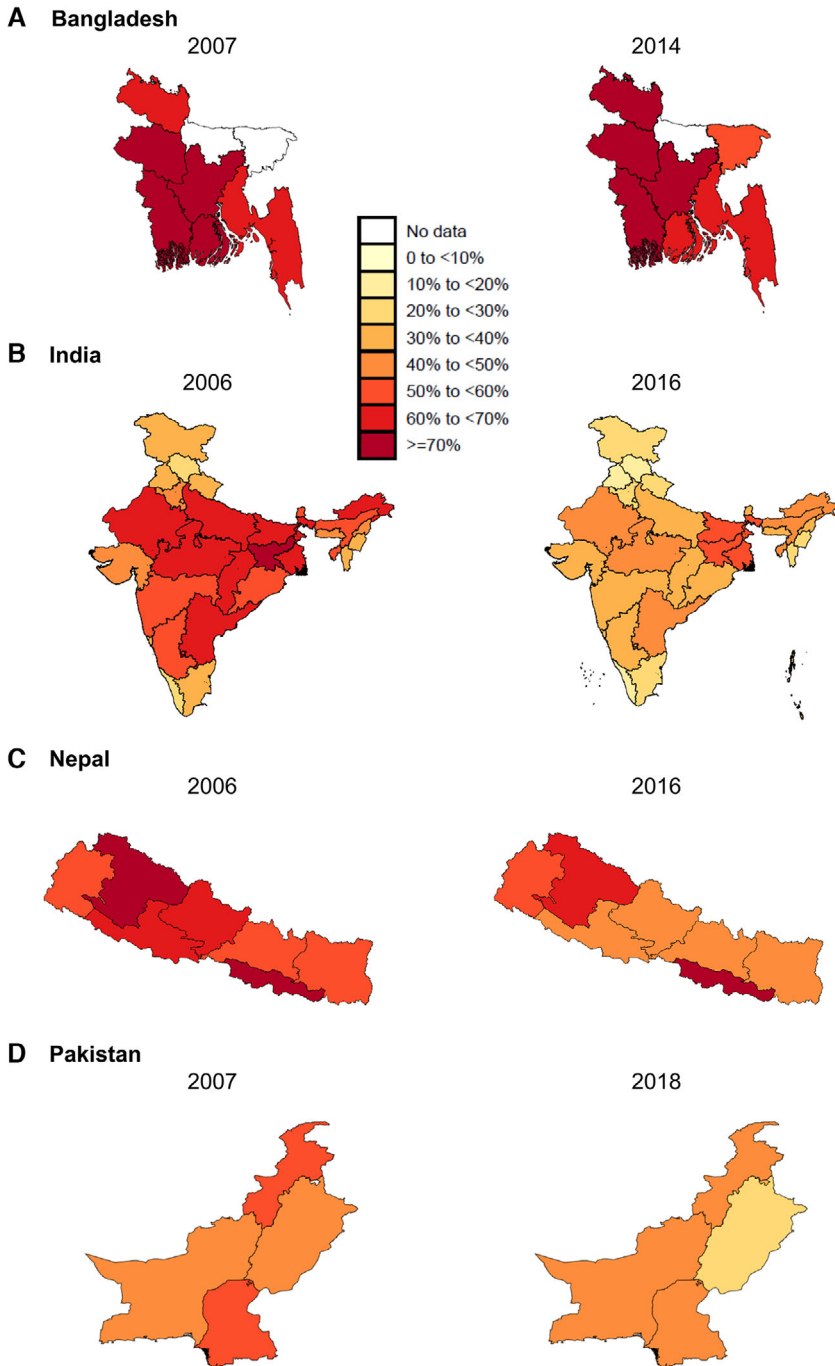 A Bangladesh
2007 2014
No data
0 to <10%
10% to <20%
20% to <30%
30% to <40%
40% to <50%
50% to <60%
60% to <70%
>=70%
B India
2006 2016
C Nepal
2006 2016
D Pakistan
2007 2018